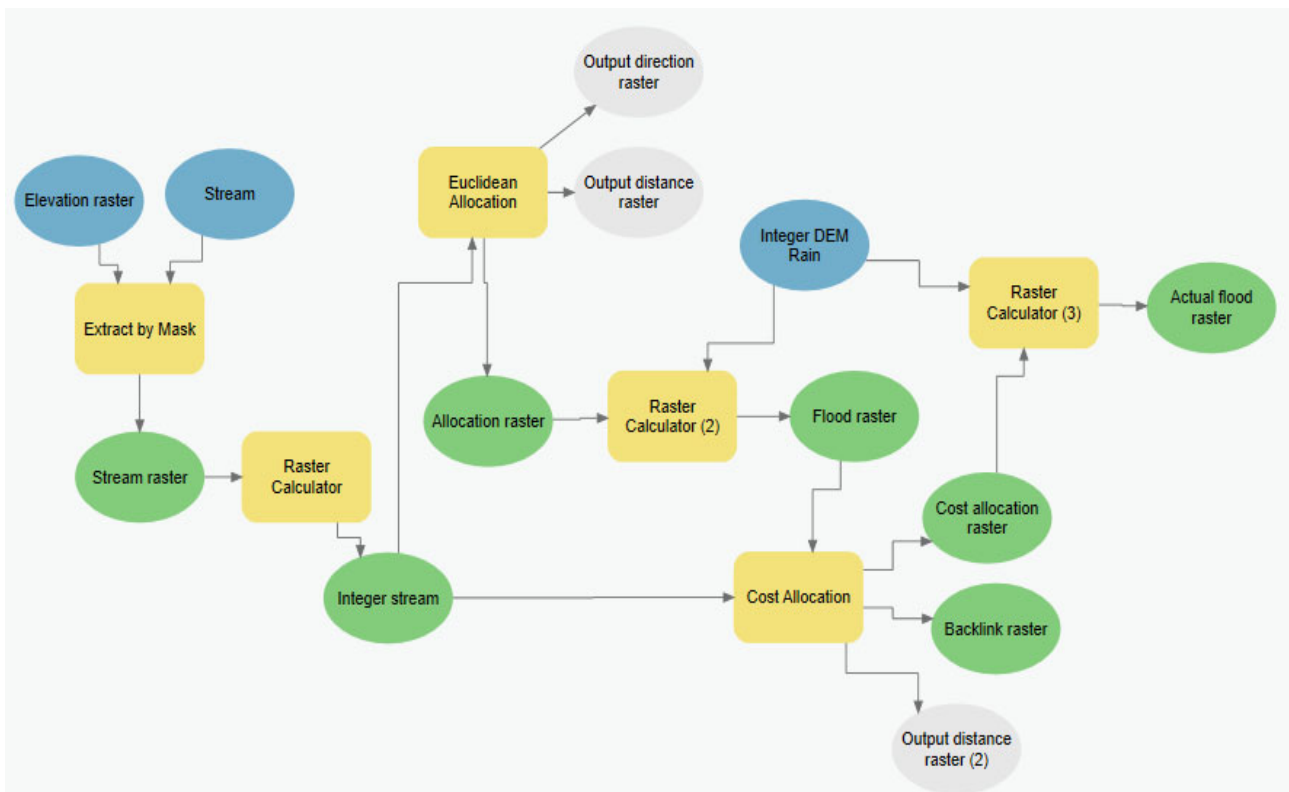 Output direction
raster
Elevation raster
Stream
Euclidean
Allocation
Output distance
raster
Integer DEM
Rain
Extract by Mask
Raster
Calculator (3)
Actual flood
raster
Allocation raster
Raster
Calculator (2)
Flood raster
Stream raster
Raster
Calculator
Cost allocation
raster
Integer stream
Cost Allocation
Backlink raster
Output distance
raster (2)